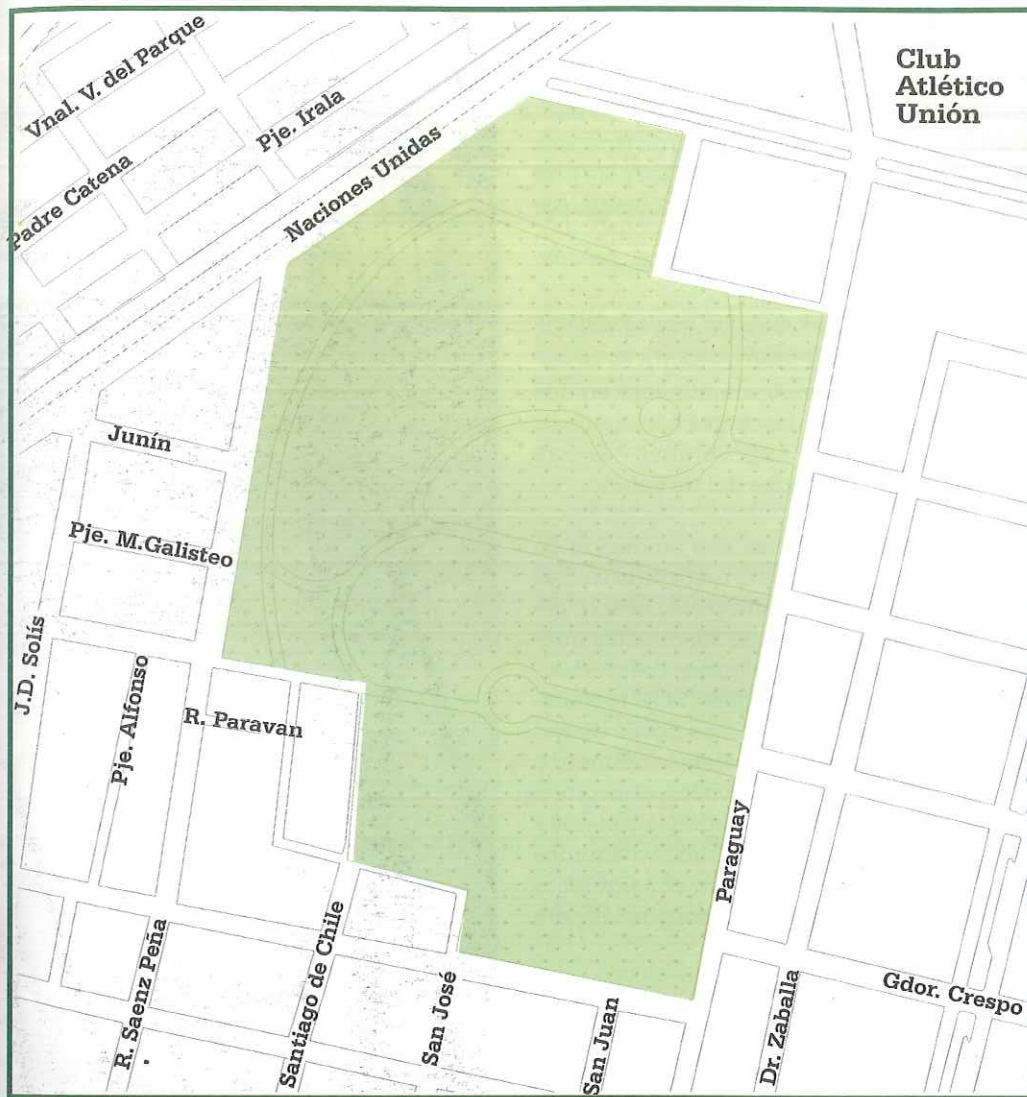 Vnal. V. del Parque
Club
Atlético
Unión
Pje. Irala
Padre Catena
Naciones Unidas
Junín
Pje. M.Galisteo
J.D. Solís
Pje. Alfonso
R. Paravan
Paraguay
R. Saenz Peña
Santiago de Chile
San José
San Juan
Dr. Zaballa
Gdor. Crespo